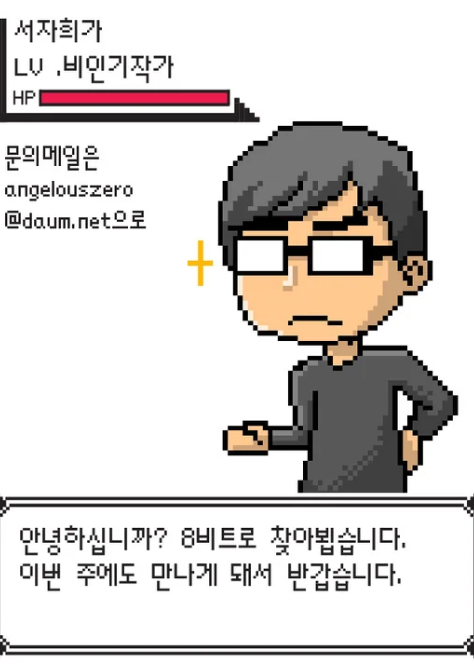 서자희가
LV .비인기작가
HP
문의메일은
angelouszero
@daum.net으로
안녕하십니까? 8비트로 찾아뵙습니다.
이번 주에도 만나게 돼서 반갑습니다.